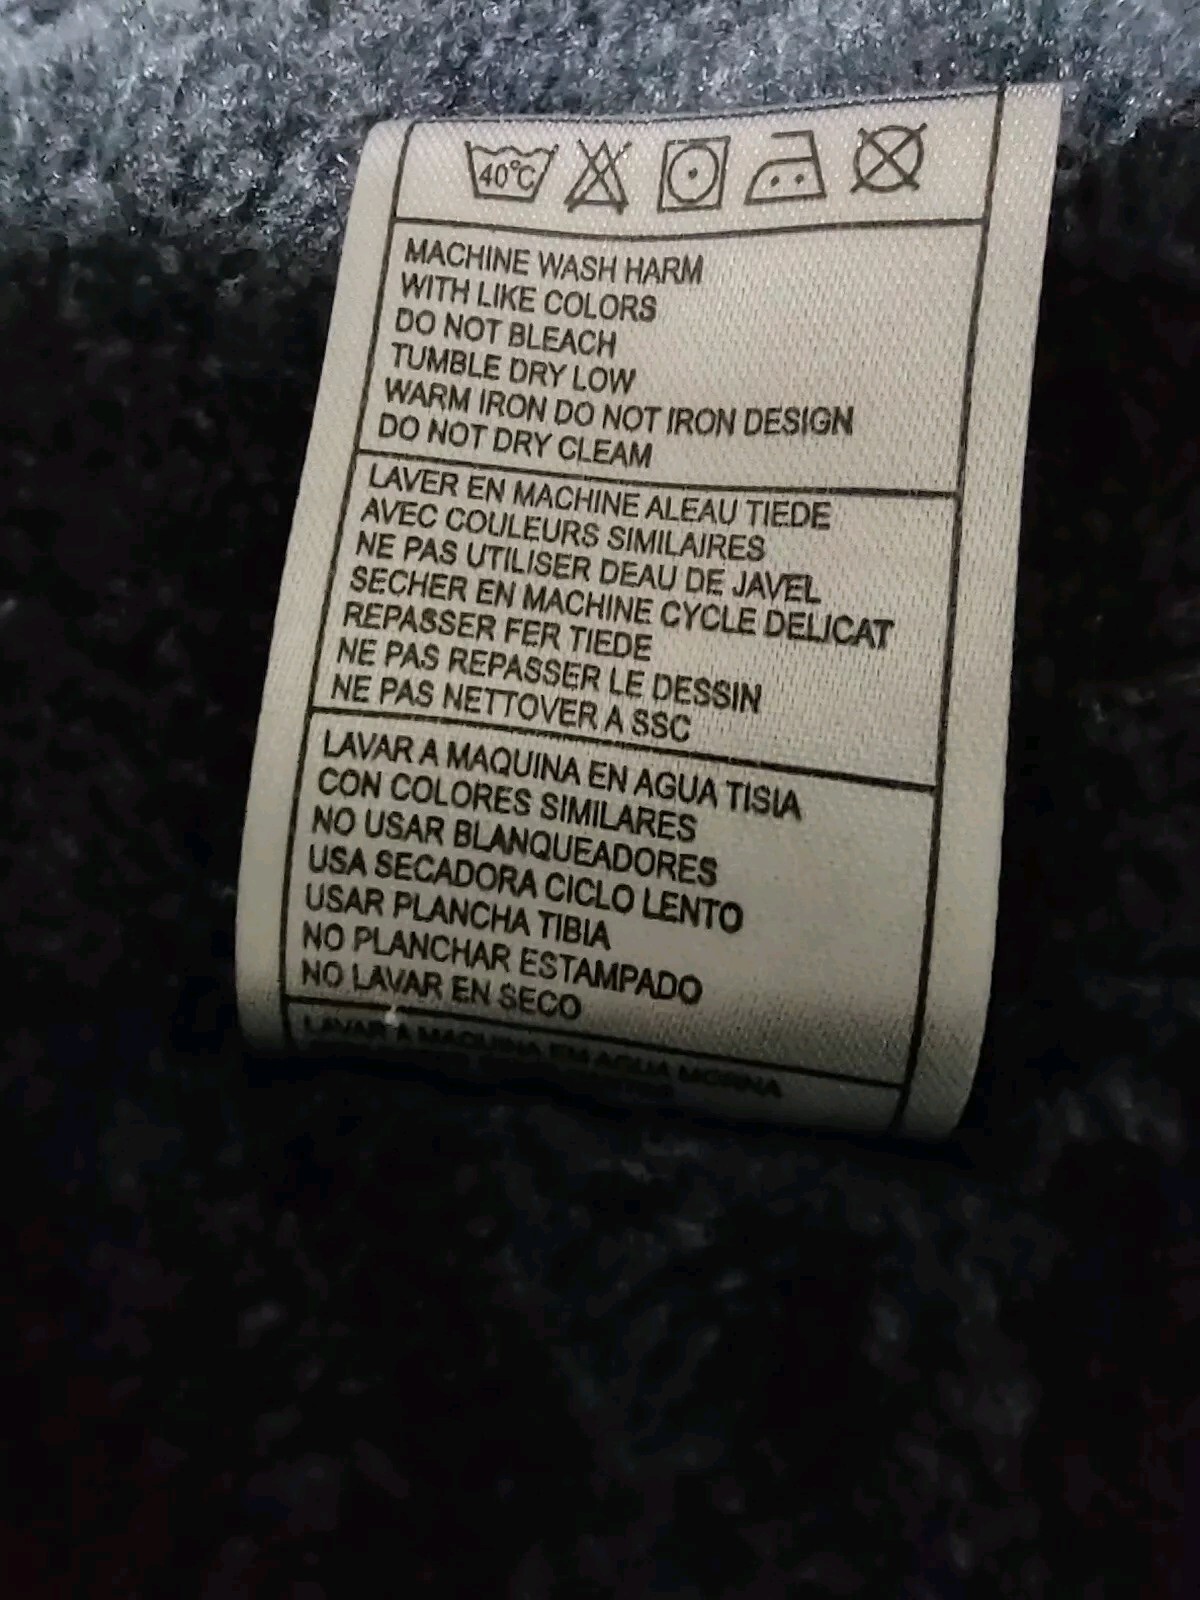 40°C
MACHINE WASH HARM
WITH LIKE COLORS
DO NOT BLEACH
TUMBLE DRY LOW
WARM IRON DO NOT IRON DESIGN
DO NOT DRY CLEAM
LAVER EN MACHINE ALEAU TIEDE
AVEC COULEURS SIMILAIRES
NE PAS UTILISER DEAU DE JAVEL
SECHER EN MACHINE CYCLE DELICAT
REPASSER FER TIEDE
NE PAS REPASSER LE DESSIN
NE PAS NETTOVER A SSC
LAVAR A MAQUINA EN AGUA TISIA
CON COLORES SIMILARES
NO USAR BLANQUEADORES
USA SECADORA CICLO LENTO
USAR PLANCHA TIBIA
NO PLANCHAR ESTAMPADO
NO LAVAR EN SECO
LAVAR A MAQUINA EM AGUA MORNA